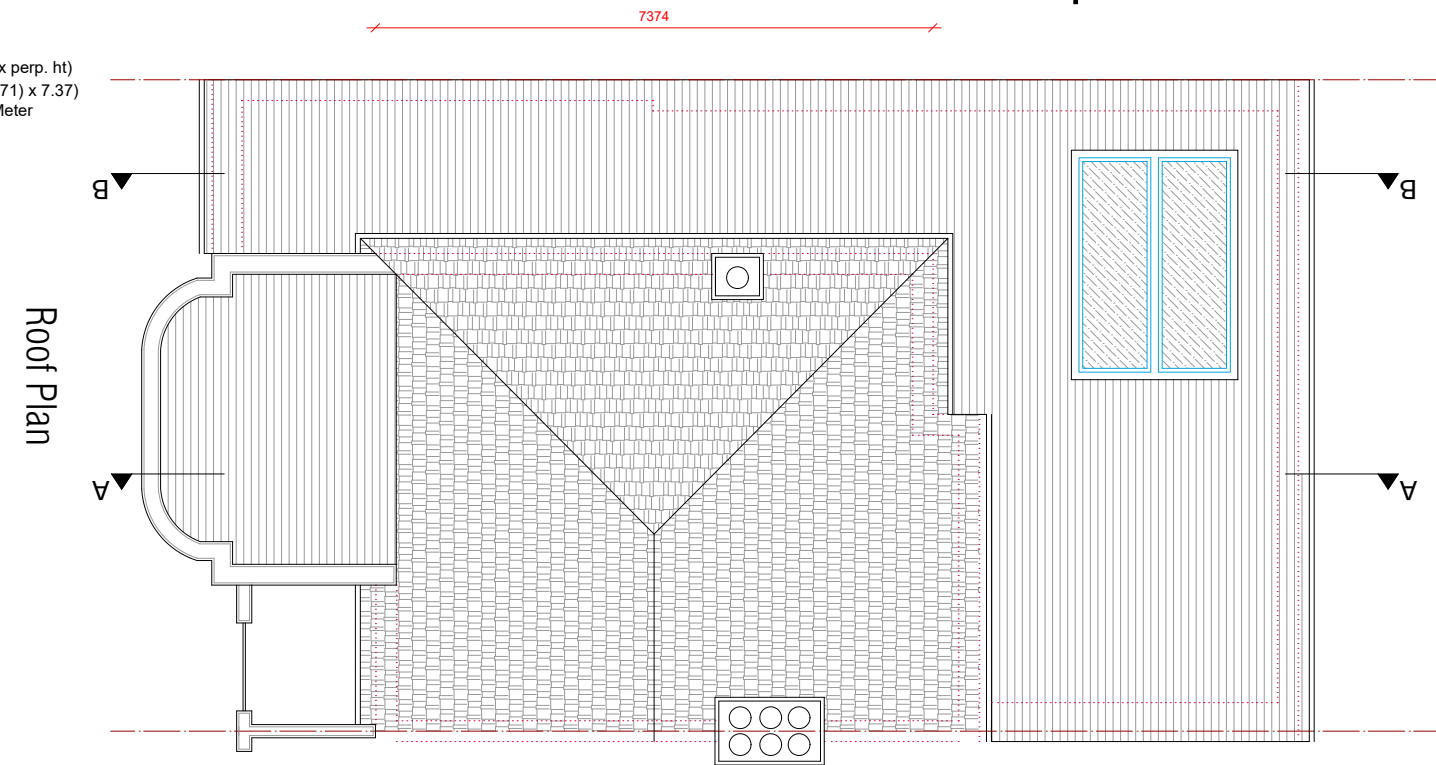 7374
x perp. ht)
71) x 7.37)
Meter
B
B
Roof Plan
A
A